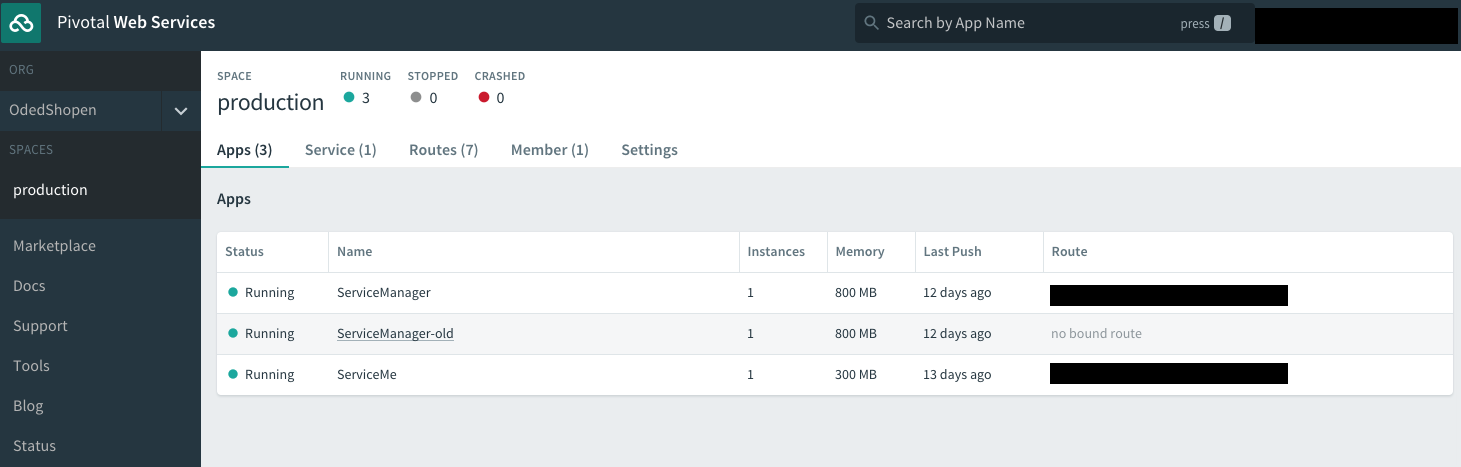 Pivotal Web Services
Search by App Name press /
ORG
OdedShopen
SPACES
production
Marketplace
Docs
Support
Tools
Blog
Status
SPACE RUNNING STOPPED CRASHED
production 3 0 0
Apps (3) Service (1) Routes (7) Member (1) Settings
Apps
Status Name Instances Memory Last Push Route
Running ServiceManager 1 800 MB 12 days ago
Running ServiceManager-old 1 800 MB 12 days ago no bound route
Running ServiceMe 1 300 MB 13 days ago